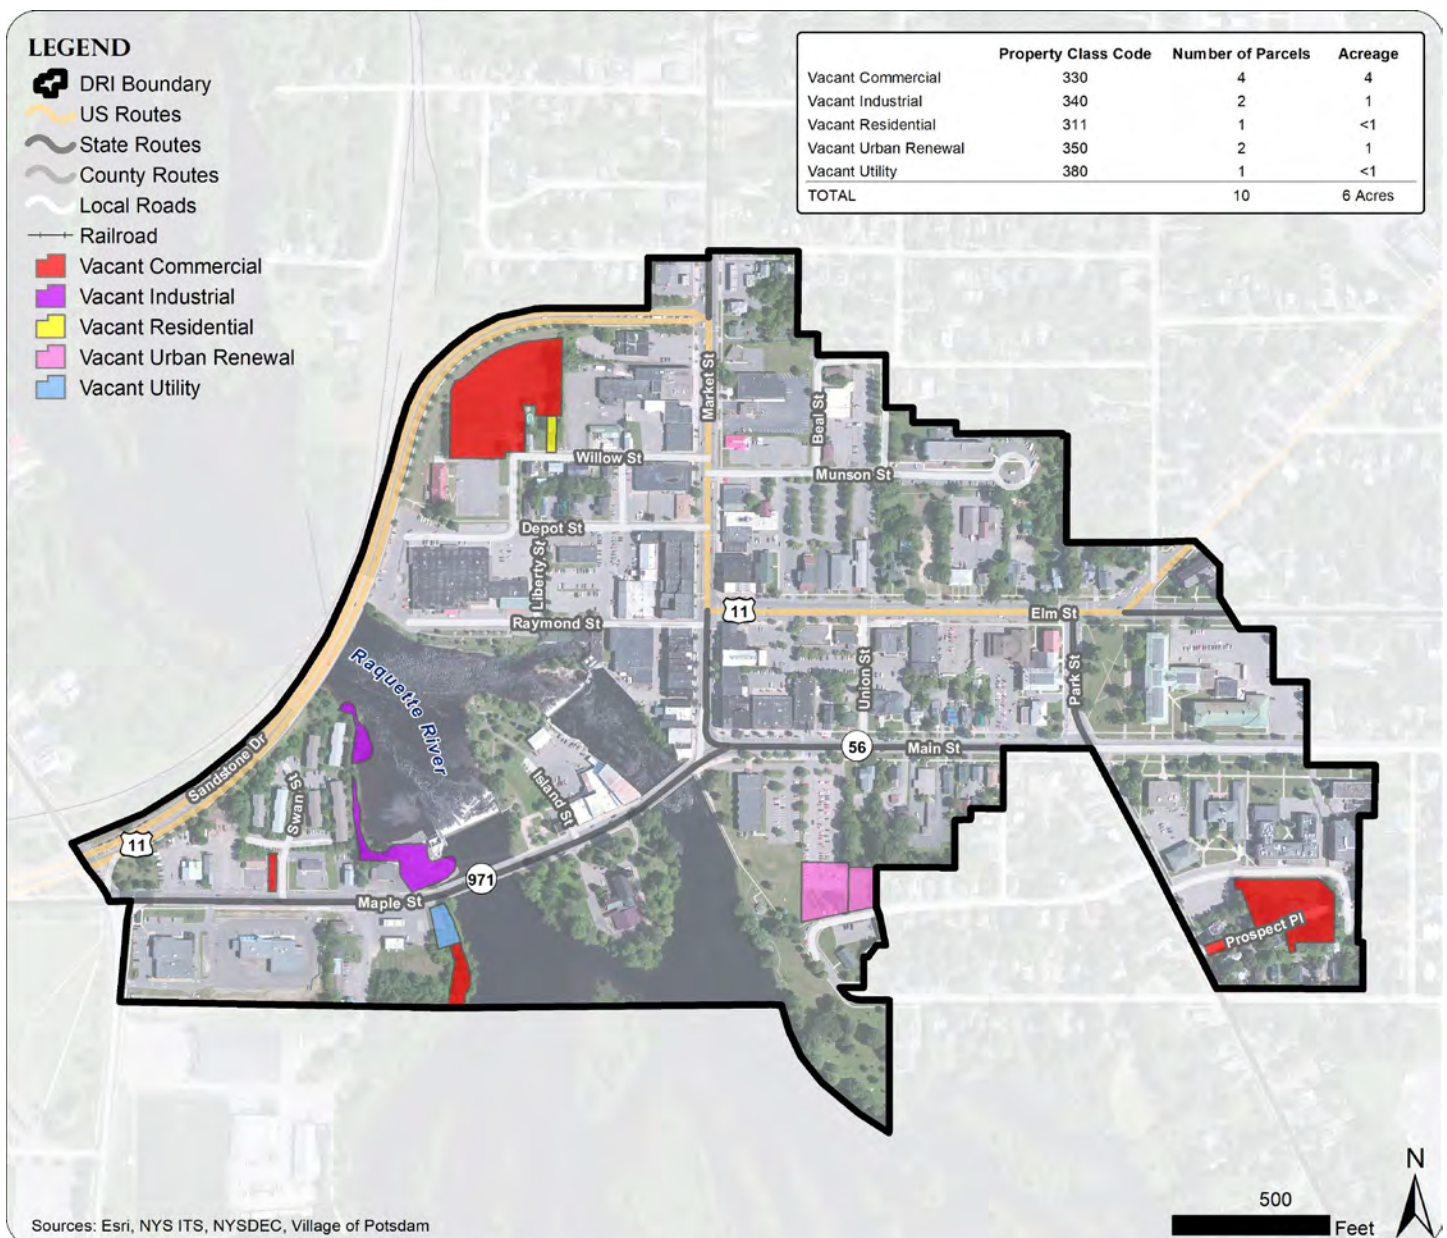 LEGEND
DRI Boundary
US Routes
State Routes
County Routes
Local Roads
Railroad
Vacant Commercial
Vacant Industrial
Vacant Residential
Vacant Urban Renewal
Vacant Utility
Property Class Code Number of Parcels Acreage
Vacant Commercial 330 4 4
Vacant Industrial 340 2 1
Vacant Residential 311 1 <1
Vacant Urban Renewal 350 2 1
Vacant Utility 380 1 <1
TOTAL 10 6 Acres
Market St
Beal St
Willow St
Munson St
Depot St
Liberty St
11
Elm St
Raymond St
Raquette River
Union St
Park St
56
Main St
Sandstone Dr
Swan St
Island St
11
971
Maple St
Prospect Pl
N
500
Feet
Sources: Esri, NYS ITS, NYSDEC, Village of Potsdam